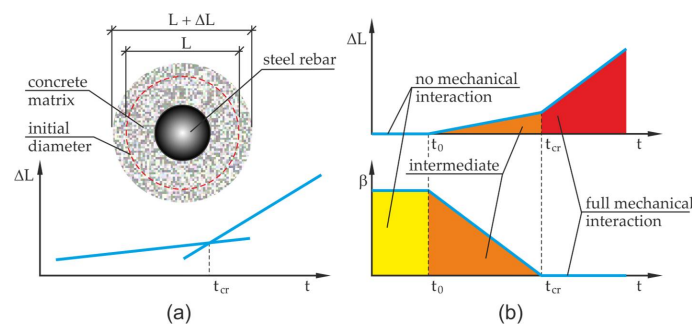 L + ΔL
L
steel rebar
concrete
matrix
initial
diameter
ΔL
t_cr
t
(a)
ΔL
no mechanical
interaction
t_0
t_cr
t
β
intermediate
full mechanical
interaction
t_0
t_cr
t
(b)